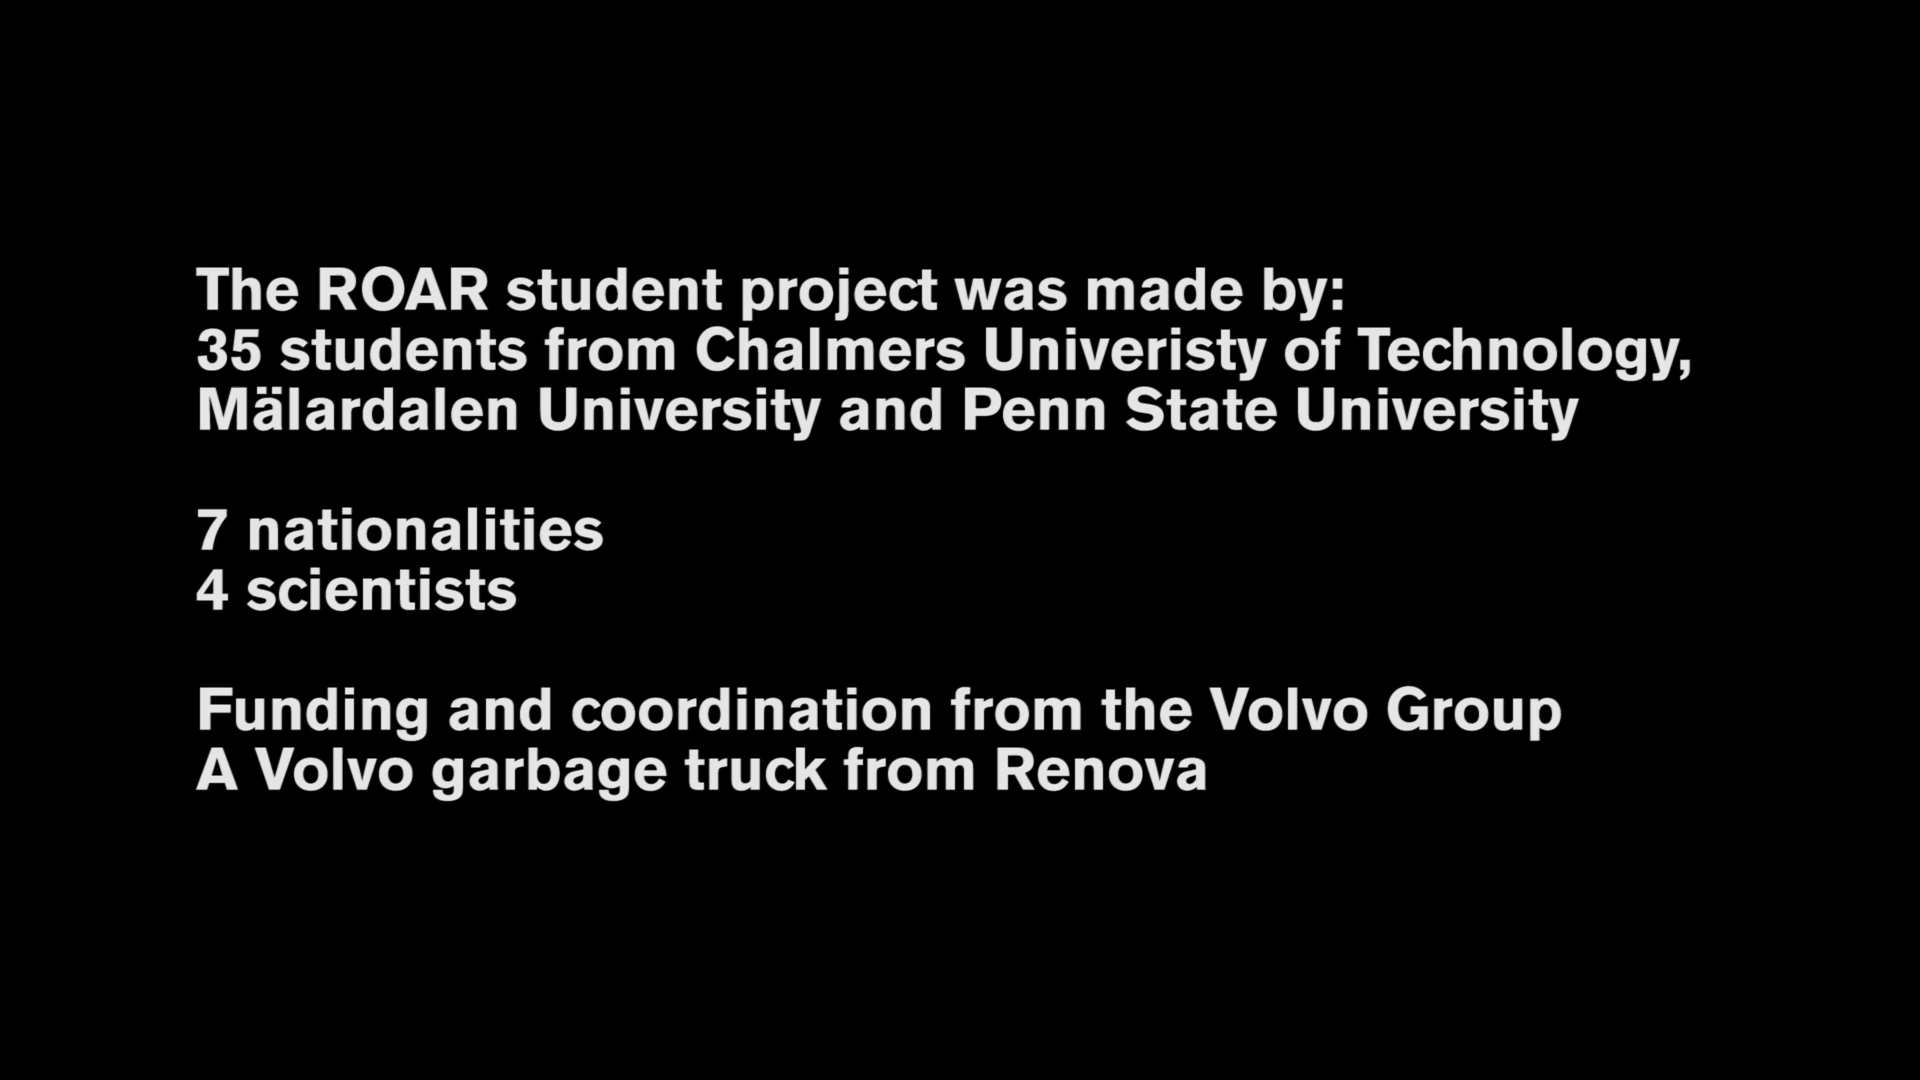 The ROAR student project was made by:
35 students from Chalmers Univeristy of Technology,
Mälardalen University and Penn State University
7 nationalities
4 scientists
Funding and coordination from the Volvo Group
A Volvo garbage truck from Renova